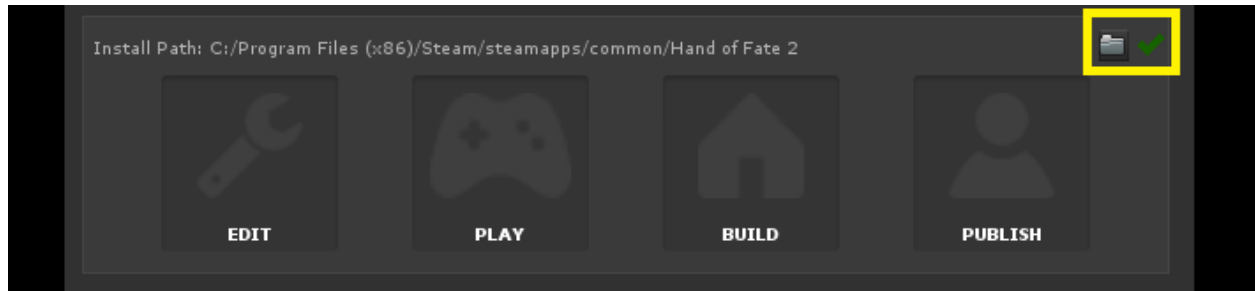 Install Path: C:/Program Files (x86)/Steam/steamapps/common/Hand of Fate 2
EDIT PLAY BUILD PUBLISH